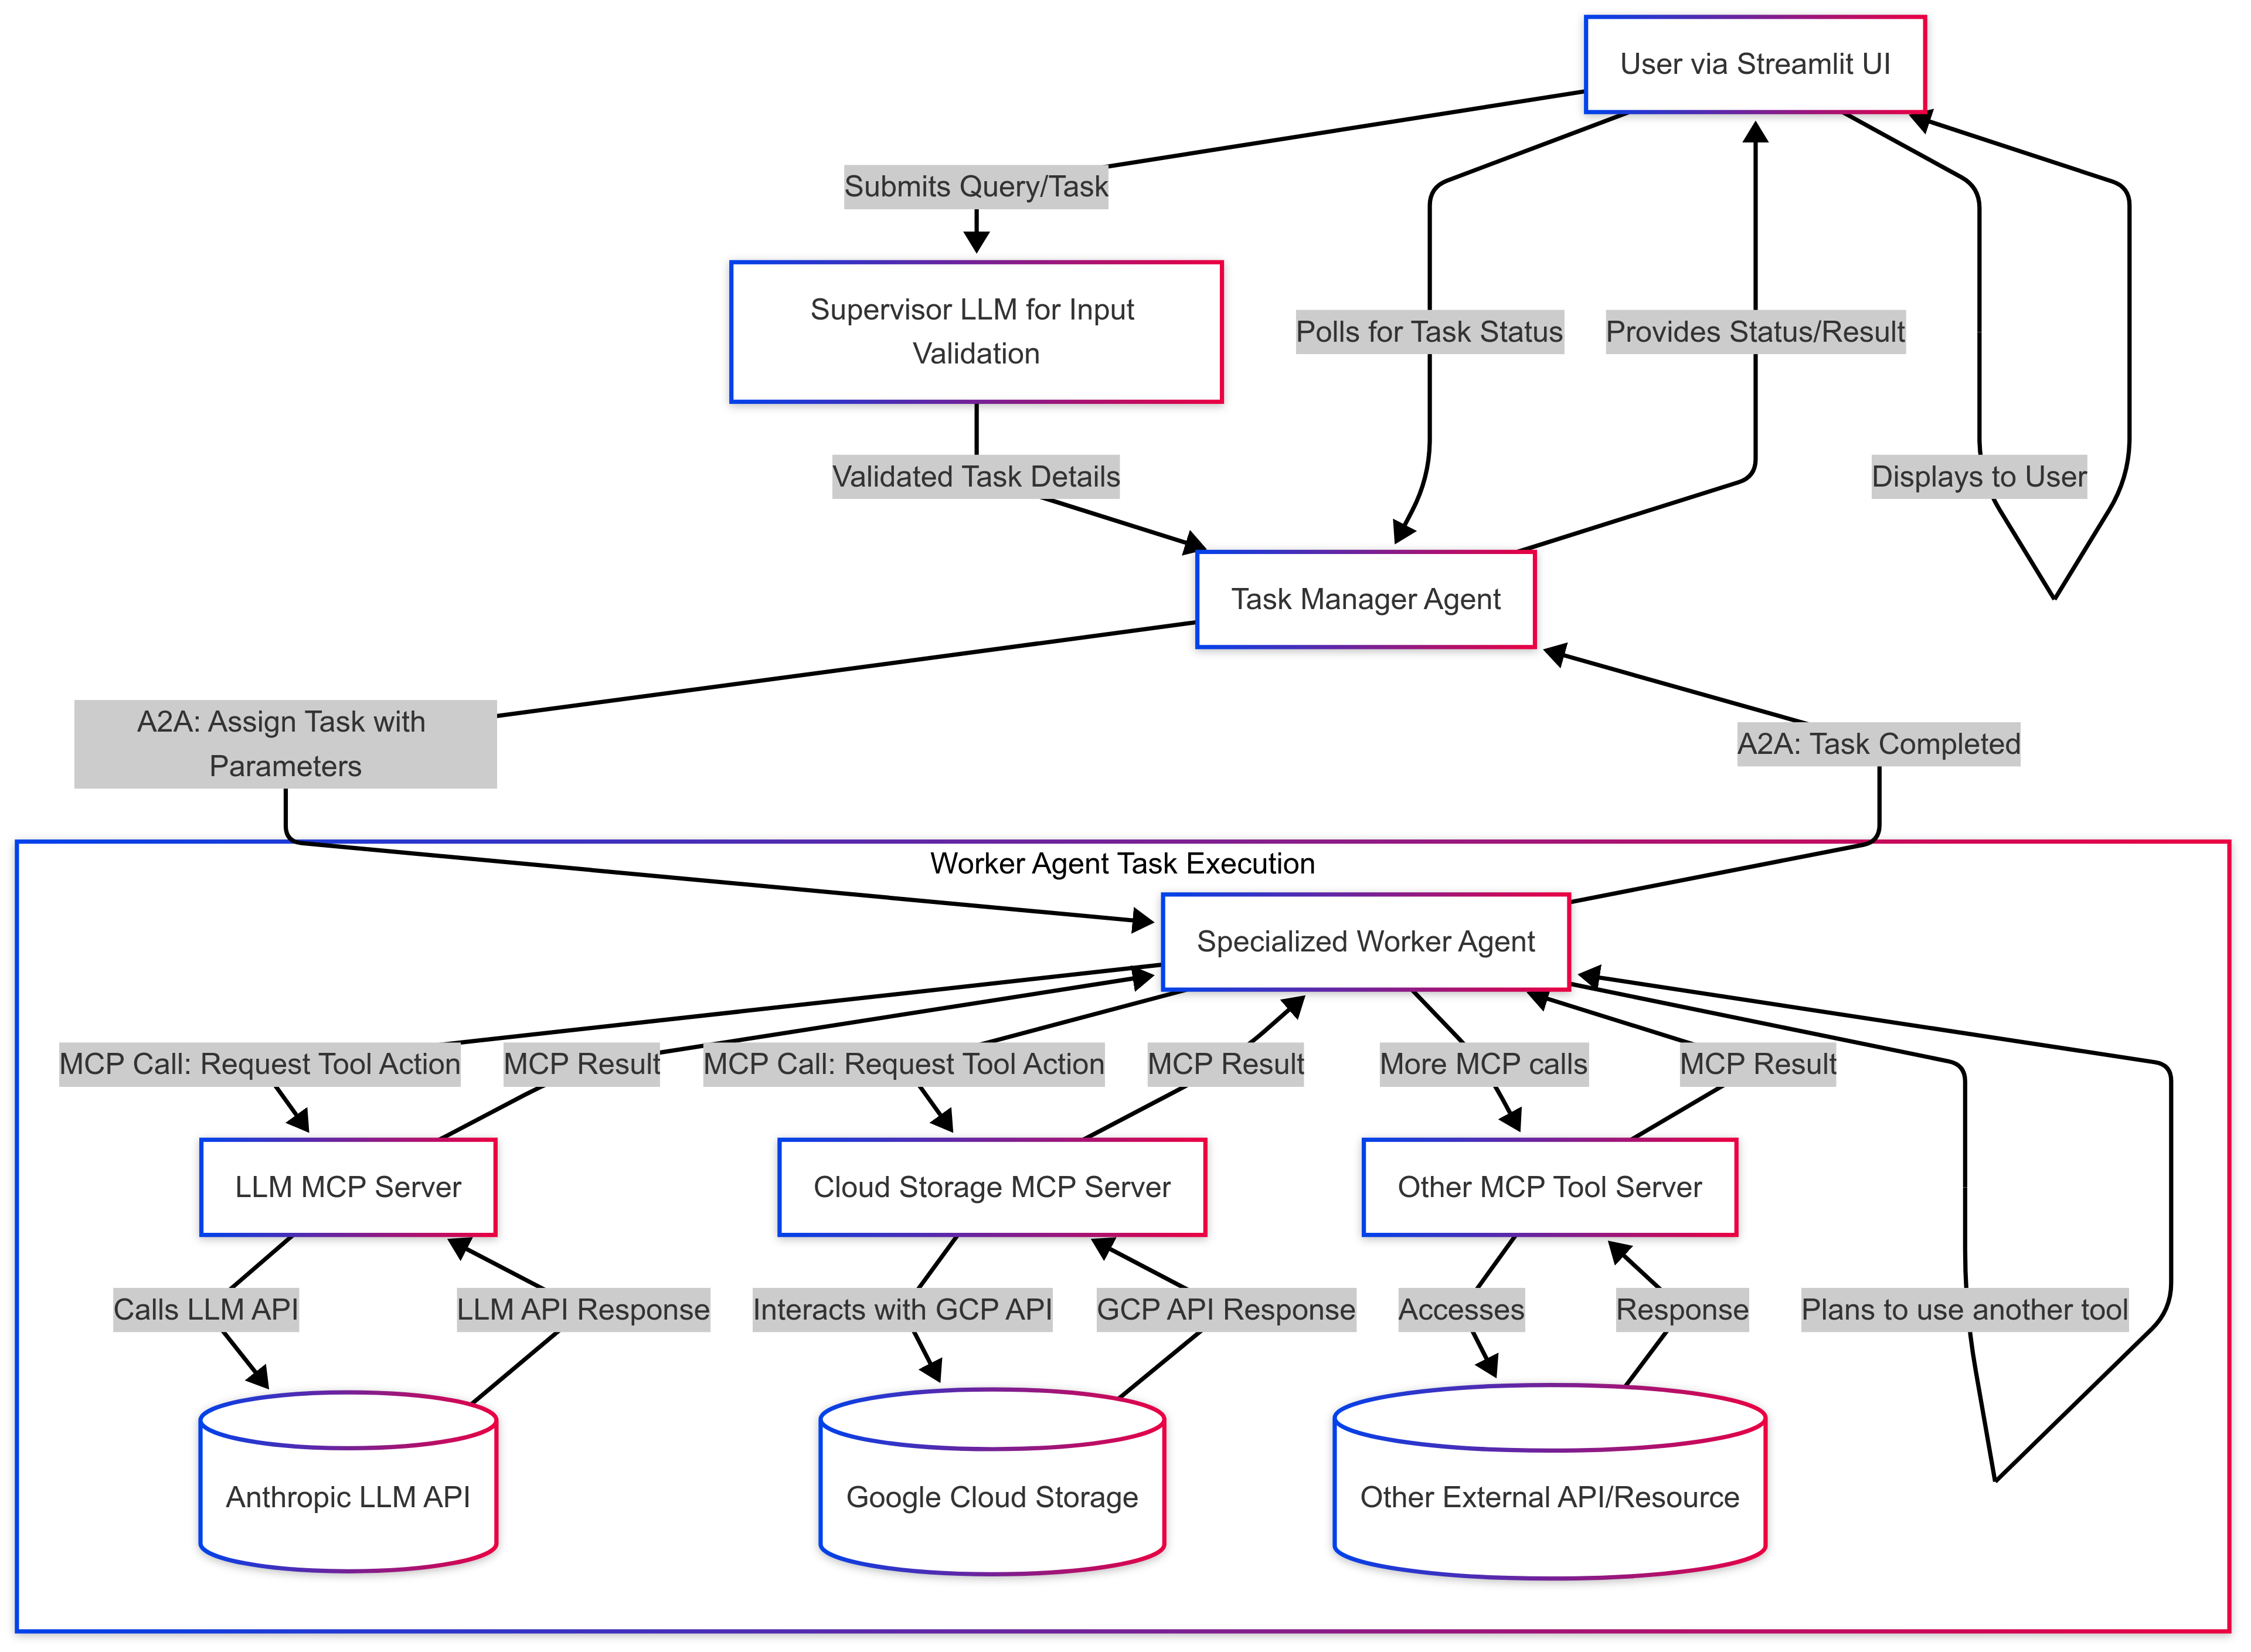 User via Streamlit UI
Submits Query/Task
Supervisor LLM for Input
Validation
Polls for Task Status
Provides Status/Result
Validated Task Details
Displays to User
Task Manager Agent
A2A: Assign Task with
Parameters
A2A: Task Completed
Worker Agent Task Execution
Specialized Worker Agent
MCP Call: Request Tool Action
MCP Result
MCP Call: Request Tool Action
MCP Result
More MCP calls
MCP Result
LLM MCP Server
Cloud Storage MCP Server
Other MCP Tool Server
Calls LLM API
LLM API Response
Interacts with GCP API
GCP API Response
Accesses
Response
Plans to use another tool
Anthropic LLM API
Google Cloud Storage
Other External API/Resource